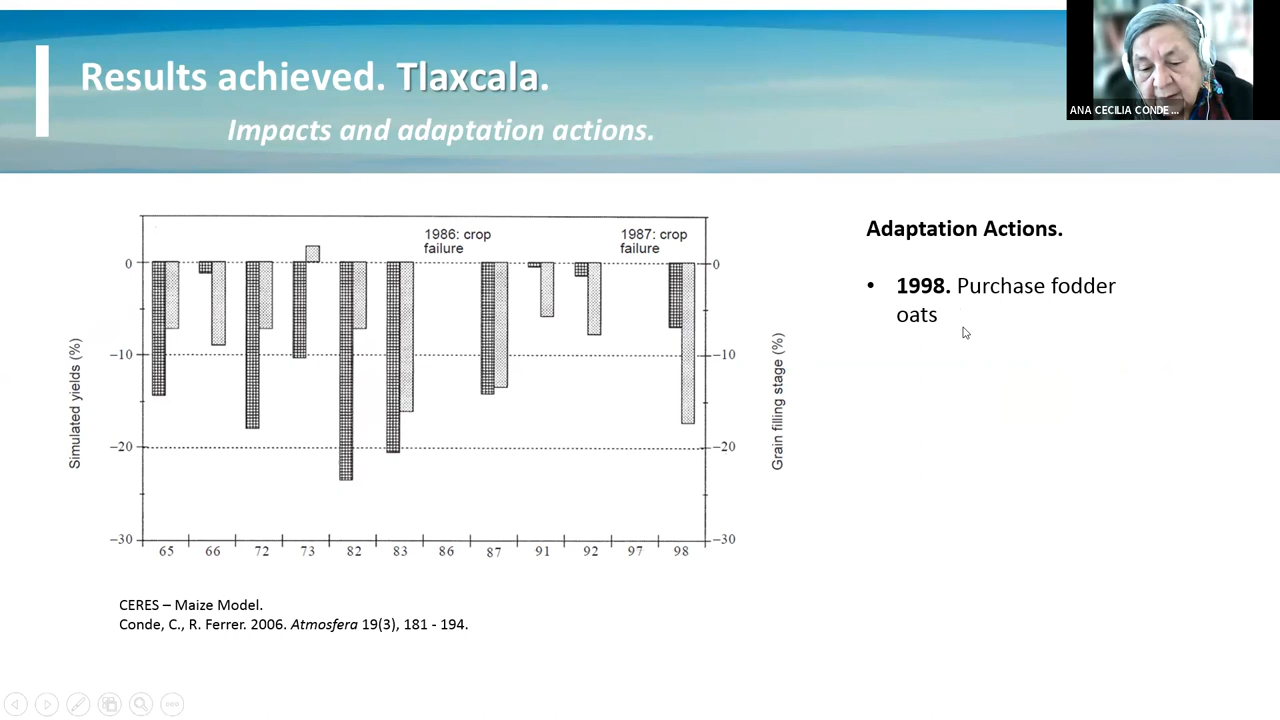 Results achieved. Tlaxcala.
Impacts and adaptation actions.
ANA CECILIA CONDE ...
1986: crop
failure
1987: crop
failure
0
−10
−20
−30
0
−10
−20
−30
Simulated yields (%)
Grain filling stage (%)
65 66 72 73 82 83 86 87 91 92 97 98
Adaptation Actions.
• 1998. Purchase fodder
oats
CERES – Maize Model.
Conde, C., R. Ferrer. 2006. Atmosfera 19(3), 181 - 194.